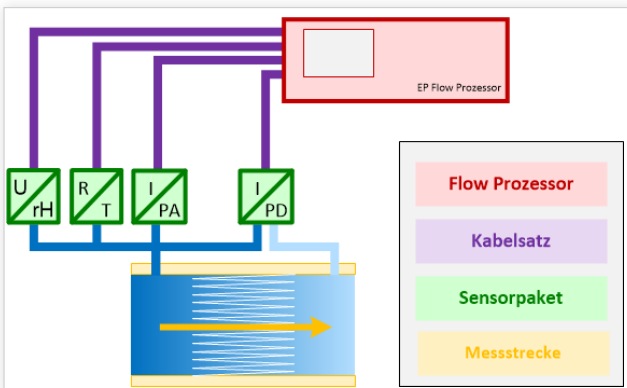 EP Flow Prozessor
U
rH
R
T
I
PA
I
PD
Flow Prozessor
Kabelsatz
Sensorpaket
Messstrecke